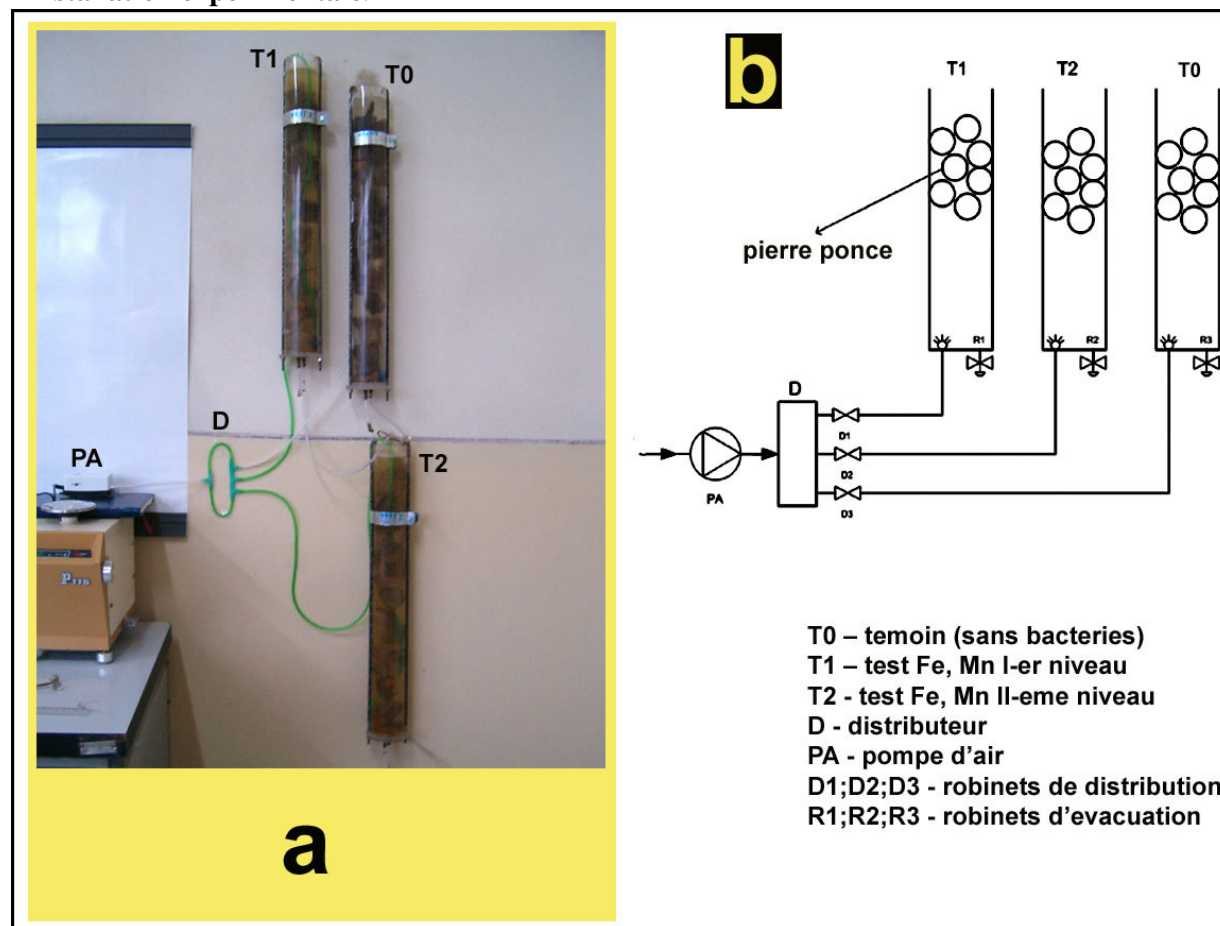 T1
T0
D
PA
T2
P
a
b
T1
T2
T0
pierre ponce
R1
R2
R3
D
D1
D2
D3
PA
T0 – temoin (sans bacteries)
T1 – test Fe, Mn I-er niveau
T2 - test Fe, Mn II-eme niveau
D - distributeur
PA - pompe d'air
D1;D2;D3 - robinets de distribution
R1;R2;R3 - robinets d'evacuation